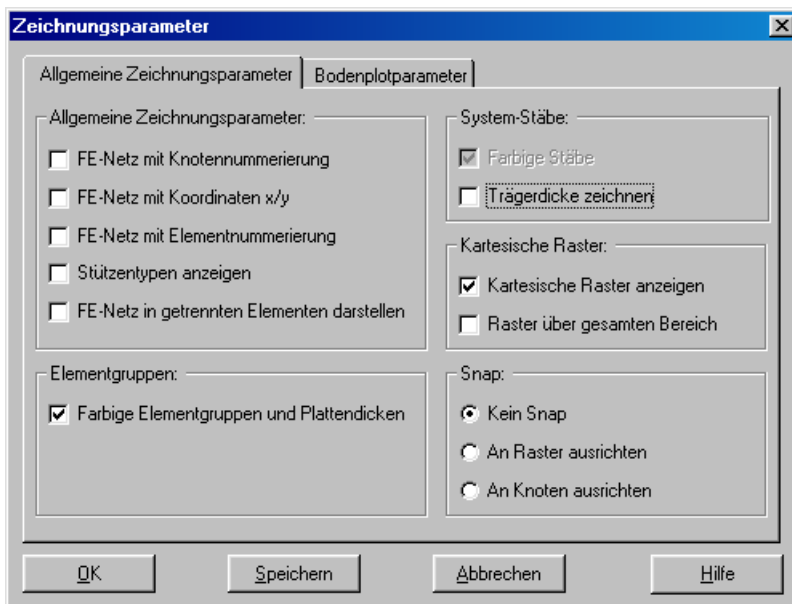 Zeichnungsparameter
Allgemeine Zeichnungsparameter
Bodenplotparameter
Allgemeine Zeichnungsparameter:
FE-Netz mit Knotennummerierung
FE-Netz mit Koordinaten x/y
FE-Netz mit Elementnummerierung
Stützentypen anzeigen
FE-Netz in getrennten Elementen darstellen
Elementgruppen:
Farbige Elementgruppen und Plattendicken
System-Stäbe:
Farbige Stäbe
Trägerdicke zeichnen
Kartesische Raster:
Kartesische Raster anzeigen
Raster über gesamten Bereich
Snap:
Kein Snap
An Raster ausrichten
An Knoten ausrichten
OK
Speichern
Abbrechen
Hilfe